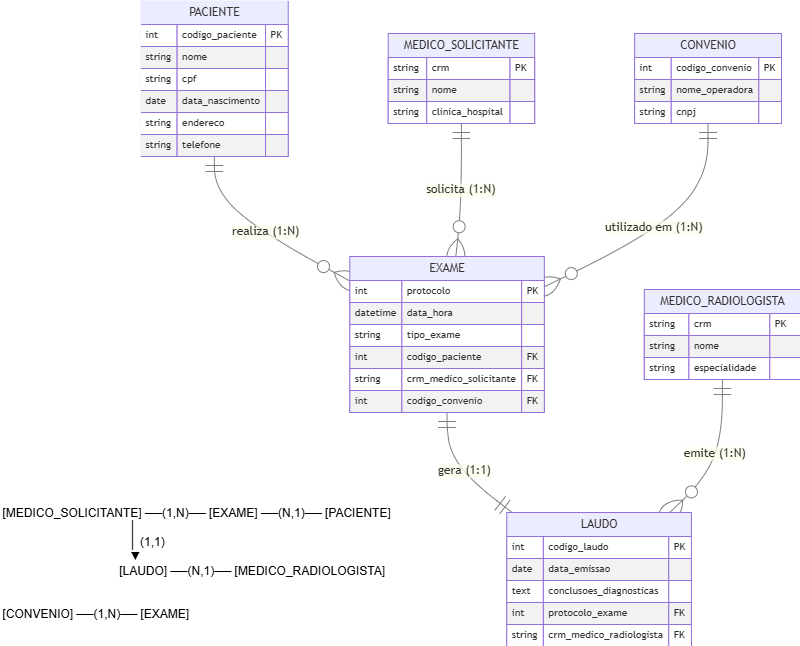 PACIENTE
int codigo_paciente PK
string nome
string cpf
date data_nascimento
string endereco
string telefone
MEDICO_SOLICITANTE
string crm PK
string nome
string clinica_hospital
CONVENIO
int codigo_convenio PK
string nome_operadora
string cnpj
solicita (1:N)
realiza (1:N)
utilizado em (1:N)
EXAME
int protocolo PK
datetime data_hora
string tipo_exame
int codigo_paciente FK
string crm_medico_solicitante FK
int codigo_convenio FK
MEDICO_RADIOLOGISTA
string crm PK
string nome
string especialidade
gera (1:1)
emite (1:N)
LAUDO
int codigo_laudo PK
date data_emissao
text conclusoes_diagnosticas
int protocolo_exame FK
string crm_medico_radiologista FK
[MEDICO_SOLICITANTE] —(1,N)— [EXAME] —(N,1)— [PACIENTE]
(1,1)
[LAUDO] —(N,1)— [MEDICO_RADIOLOGISTA]
[CONVENIO] —(1,N)— [EXAME]